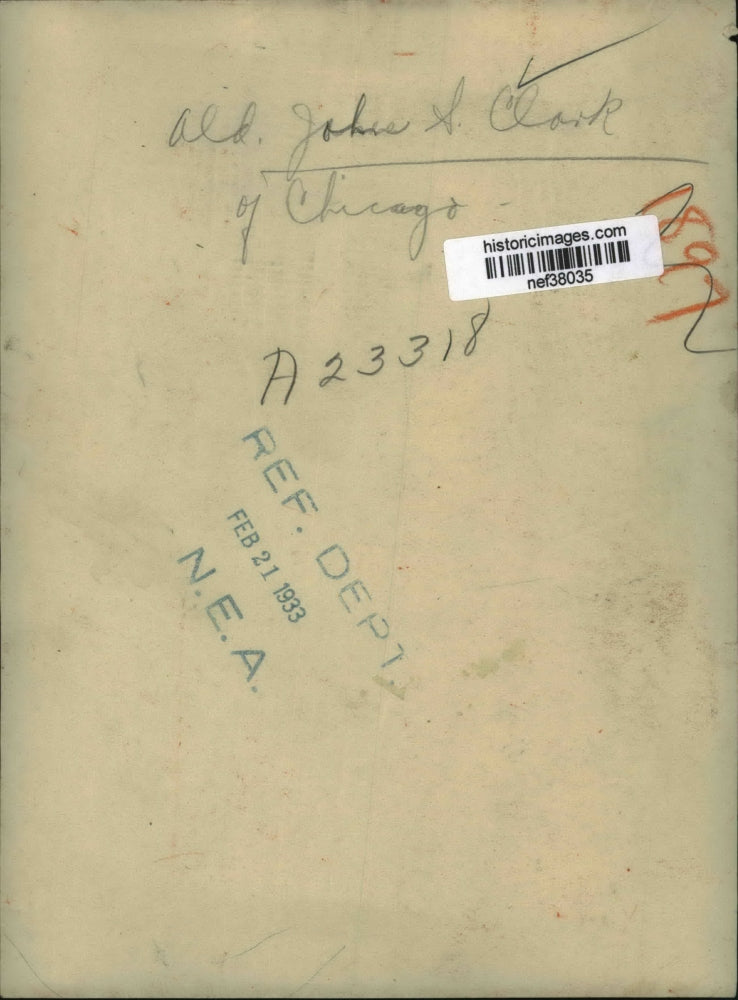 Ald. John S. Clark
of Chicago -
historicimages.com
nef38035
A23318
REF. DEPT.
FEB 21 1933
N.E.A.